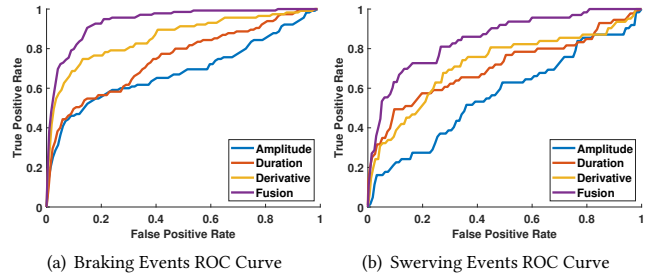 True Positive Rate
1
0.8
0.6
0.4
0.2
0
0 0.2 0.4 0.6 0.8 1
False Positive Rate
Amplitude
Duration
Derivative
Fusion
(a) Braking Events ROC Curve
True Positive Rate
1
0.8
0.6
0.4
0.2
0
0 0.2 0.4 0.6 0.8 1
False Positive Rate
Amplitude
Duration
Derivative
Fusion
(b) Swerving Events ROC Curve